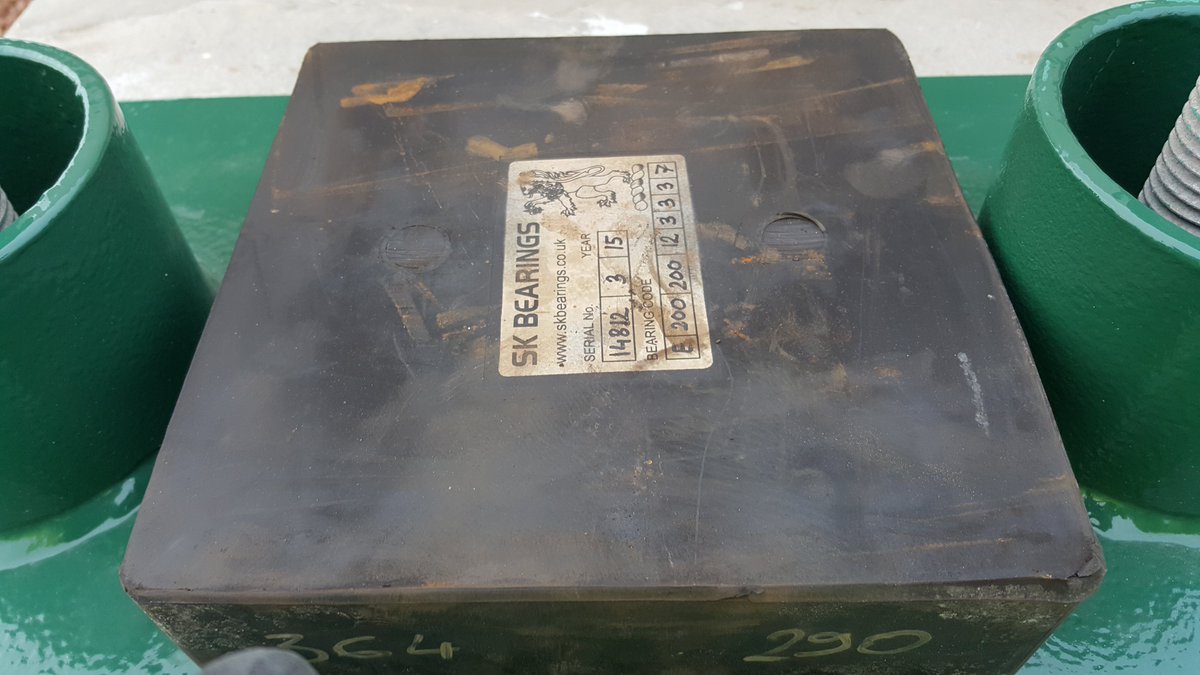 SK BEARINGS
www.skbearings.co.uk
SERIAL No. YEAR
14812 3 15
BEARING CODE
E 200 200 12 3 3 3 7
364 290